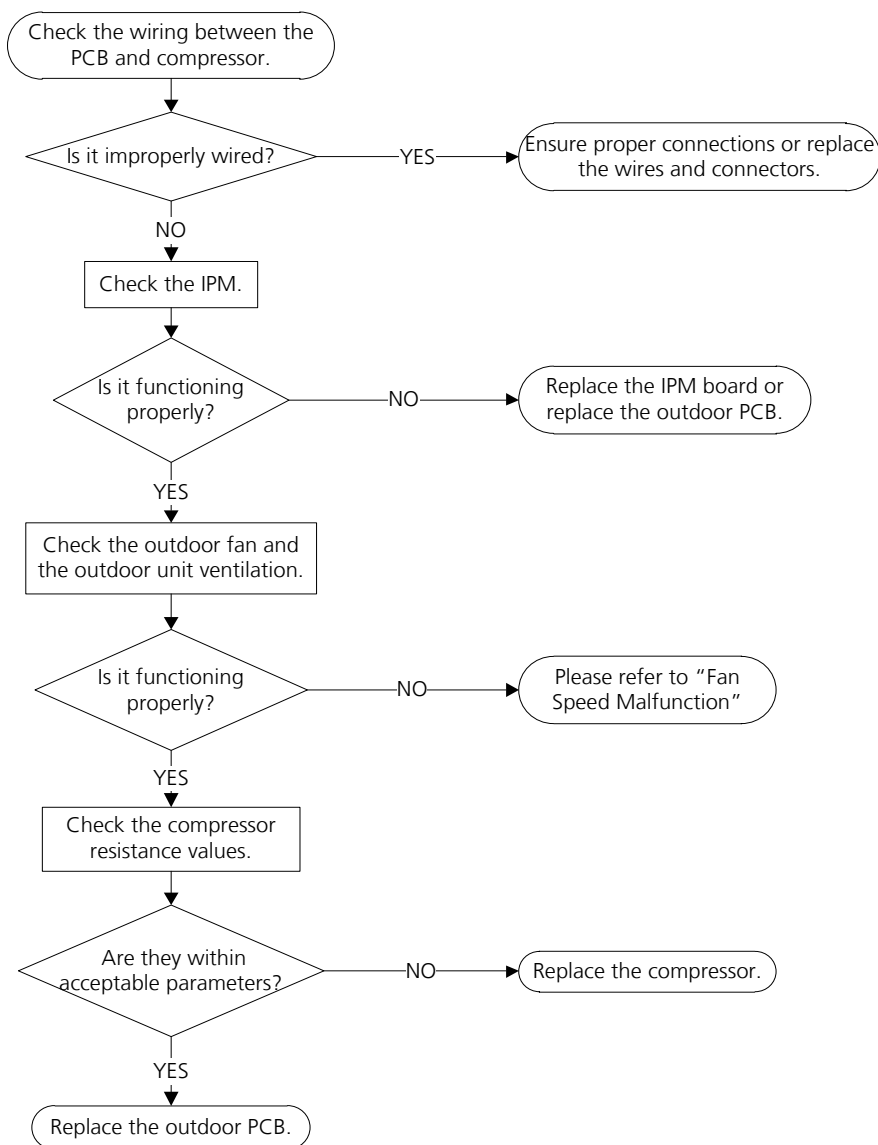 Check the wiring between the
PCB and compressor.
Is it improperly wired?
YES
Ensure proper connections or replace
the wires and connectors.
NO
Check the IPM.
Is it functioning
properly?
NO
Replace the IPM board or
replace the outdoor PCB.
YES
Check the outdoor fan and
the outdoor unit ventilation.
Is it functioning
properly?
NO
Please refer to “Fan
Speed Malfunction”
YES
Check the compressor
resistance values.
Are they within
acceptable parameters?
NO
Replace the compressor.
YES
Replace the outdoor PCB.